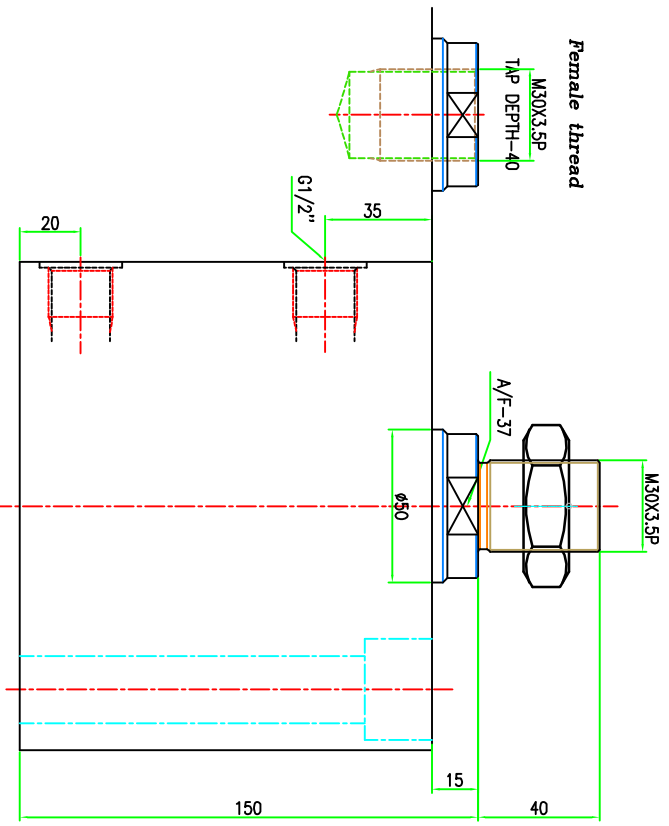 Female thread
M30X3.5P
TAP DEPTH-40
G1/2"
35
20
A/F-37
M30X3.5P
ø50
15
40
150